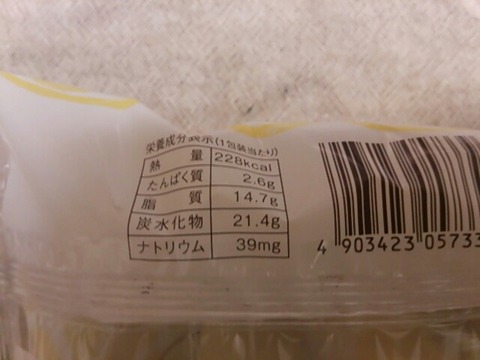 栄養成分表示(1包装当たり)
熱量 228kcal
たんぱく質 2.6g
脂質 14.7g
炭水化物 21.4g
ナトリウム 39mg
4 903423 05733